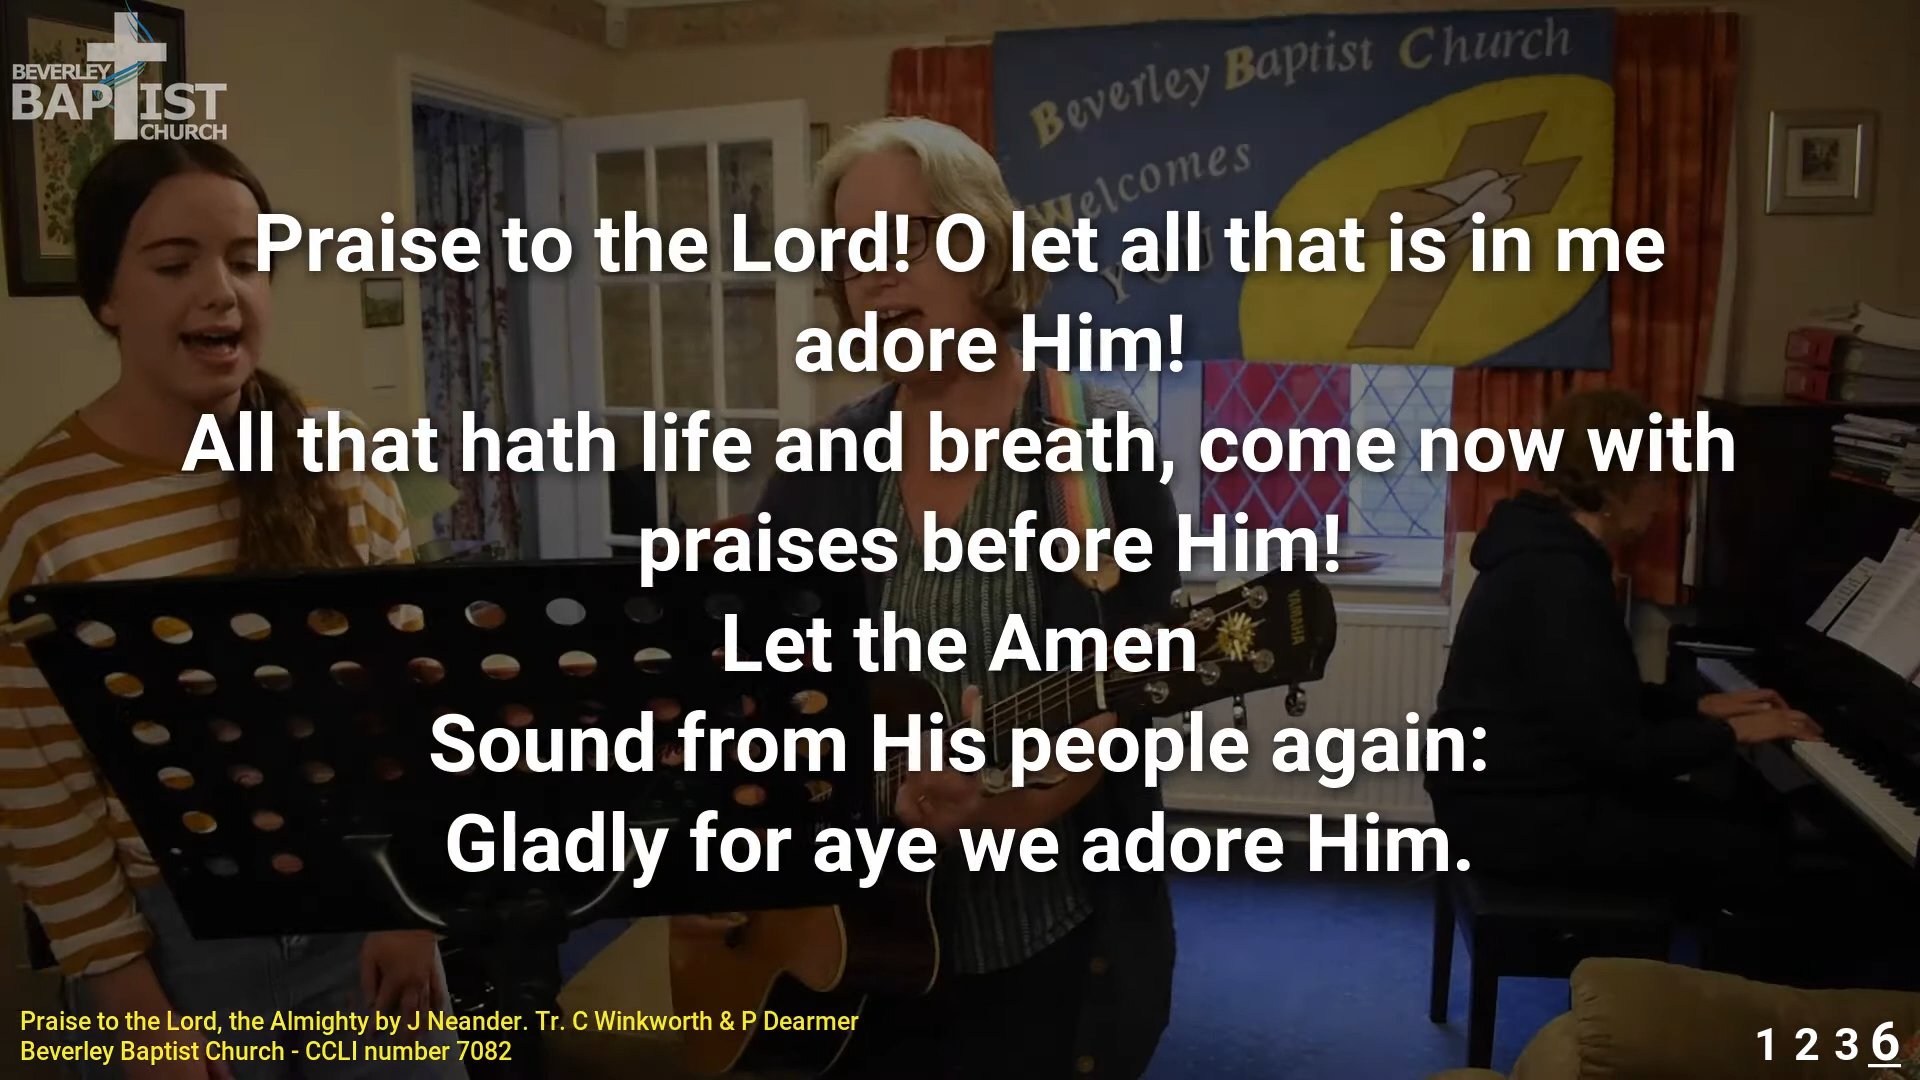 BEVERLEY
BAPTIST
CHURCH
Beverley Baptist Church
Welcomes
YOU
Praise to the Lord! O let all that is in me
adore Him!
All that hath life and breath, come now with
praises before Him!
Let the Amen
Sound from His people again:
Gladly for aye we adore Him.
YAMAHA
Praise to the Lord, the Almighty by J Neander. Tr. C Winkworth & P Dearmer
Beverley Baptist Church - CCLI number 7082
1 2 3 6